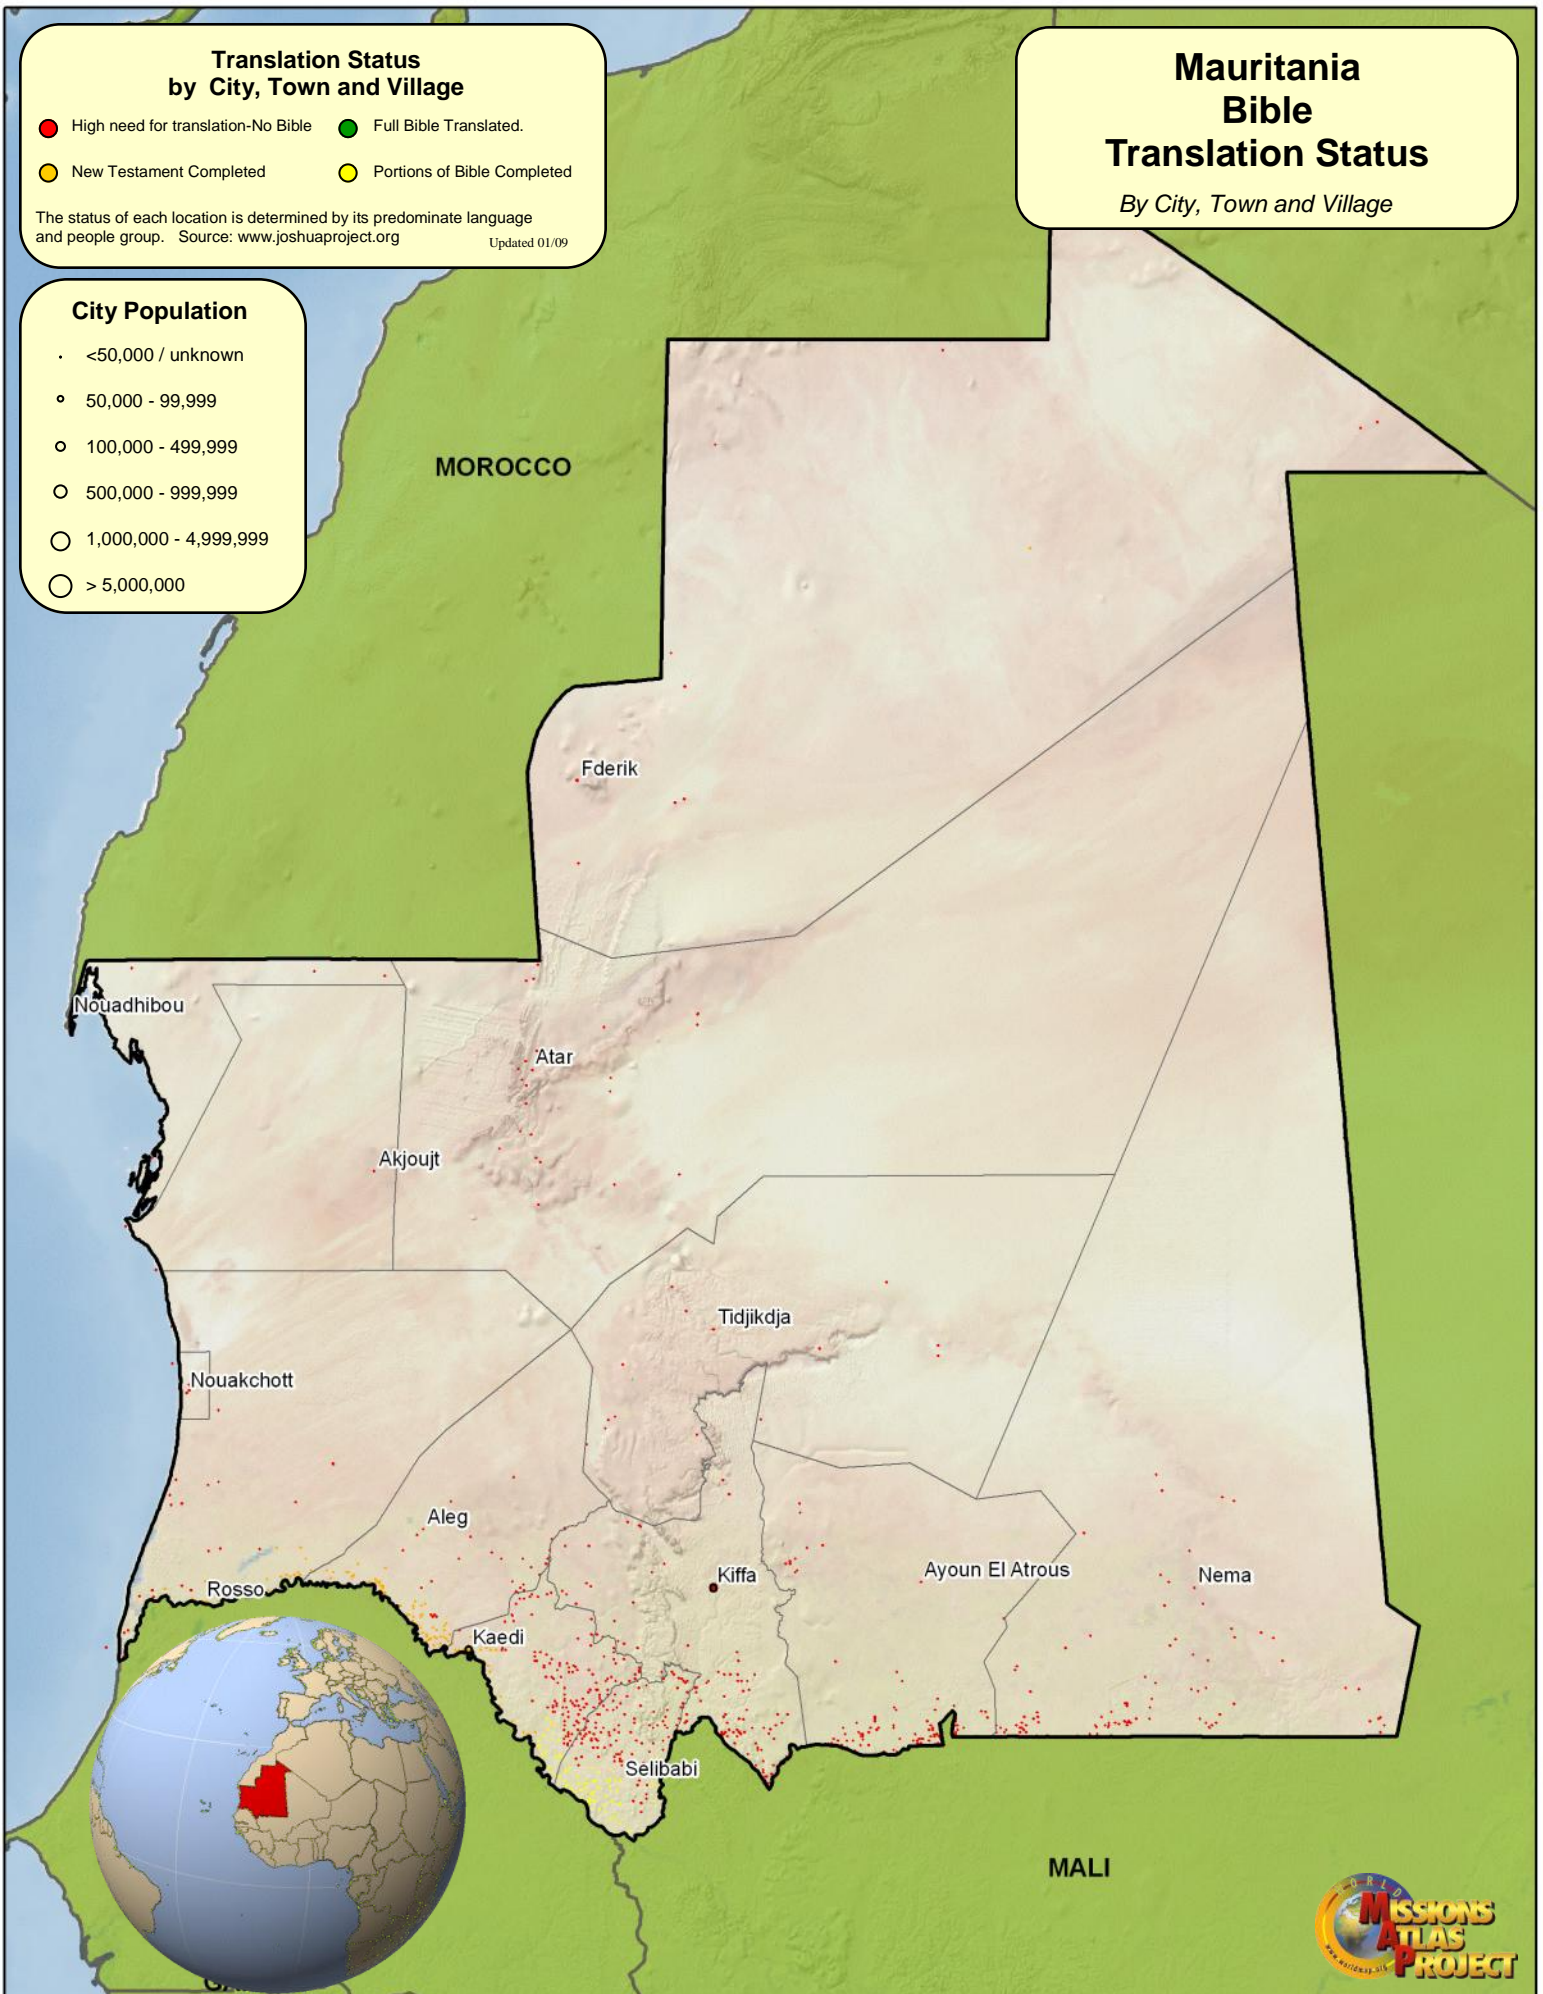 Translation Status
by City, Town and Village
High need for translation-No Bible
Full Bible Translated.
New Testament Completed
Portions of Bible Completed
The status of each location is determined by its predominate language
and people group. Source: www.joshuaproject.org
Updated 01/09
Mauritania
Bible
Translation Status
By City, Town and Village
City Population
<50,000 / unknown
50,000 - 99,999
100,000 - 499,999
500,000 - 999,999
1,000,000 - 4,999,999
> 5,000,000
MOROCCO
Fderik
Nouadhibou
Atar
Akjoujt
Tidjikdja
Nouakchott
Aleg
Rosso
Kiffa
Ayoun El Atrous
Nema
Kaedi
Selibabi
MALI
WORLD
MISSIONS
ATLAS
PROJECT
www.worldmap.org